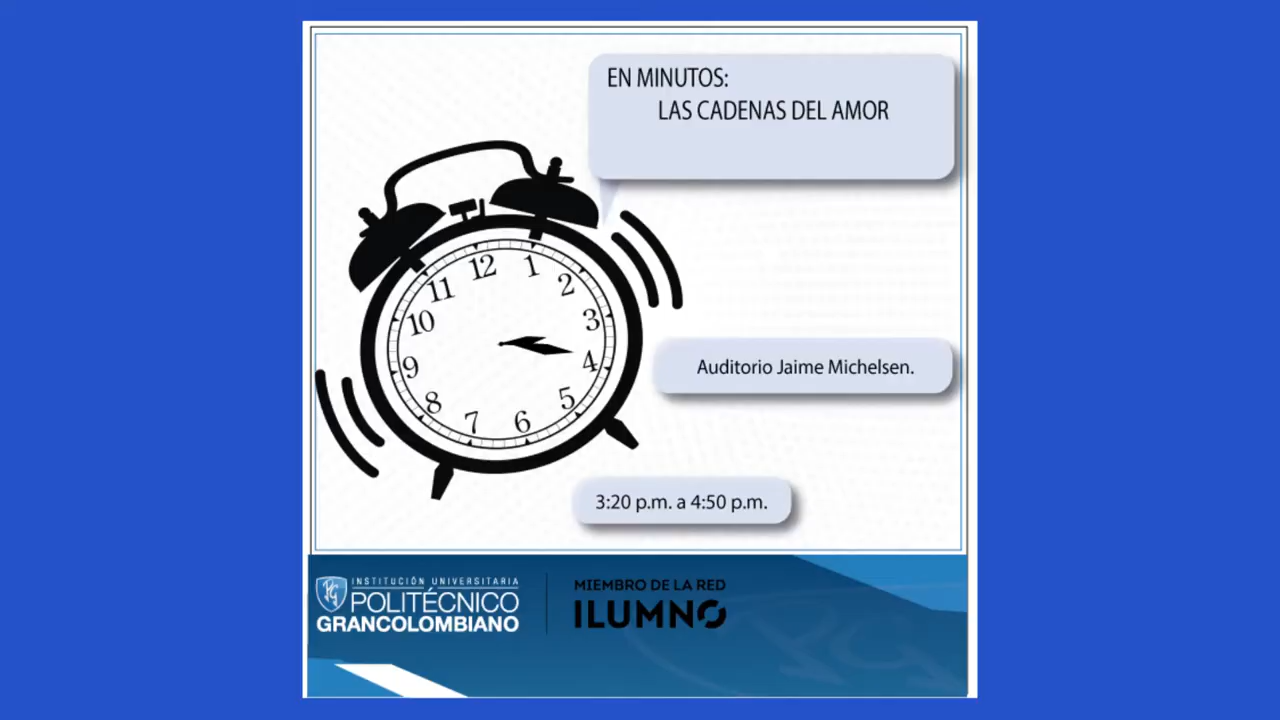 EN MINUTOS:
LAS CADENAS DEL AMOR
12
1
2
3
4
5
6
7
8
9
10
11
Auditorio Jaime Michelsen.
3:20 p.m. a 4:50 p.m.
INSTITUCIÓN UNIVERSITARIA
POLITÉCNICO
GRANCOLOMBIANO
MIEMBRO DE LA RED
ILUMNO